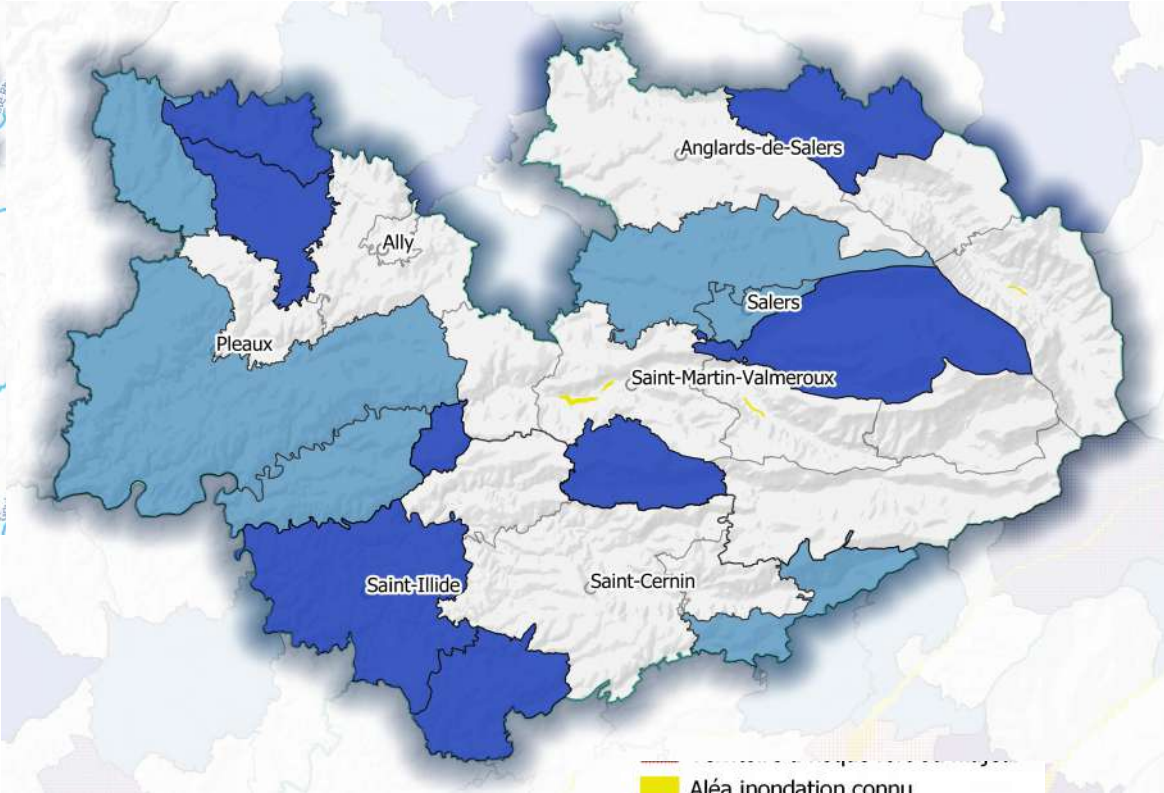 Anglards-de-Salers
Ally
Salers
Pleaux
Saint-Martin-Valmeroux
Saint-Illide
Saint-Cernin
Aléa inondation connu